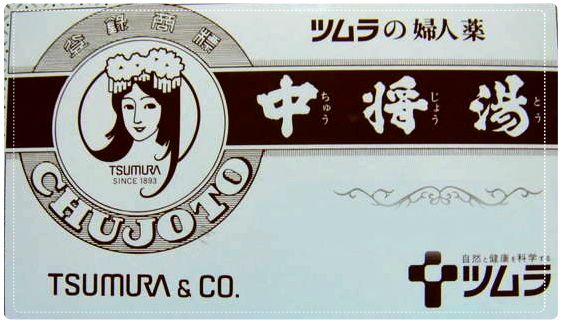 ツムラの婦人薬
登録商標
中将湯
ちゅうじょうとう
TSUMURA
SINCE 1893
CHUJOTO
TSUMURA & CO.
自然と健康を科学する
ツムラ